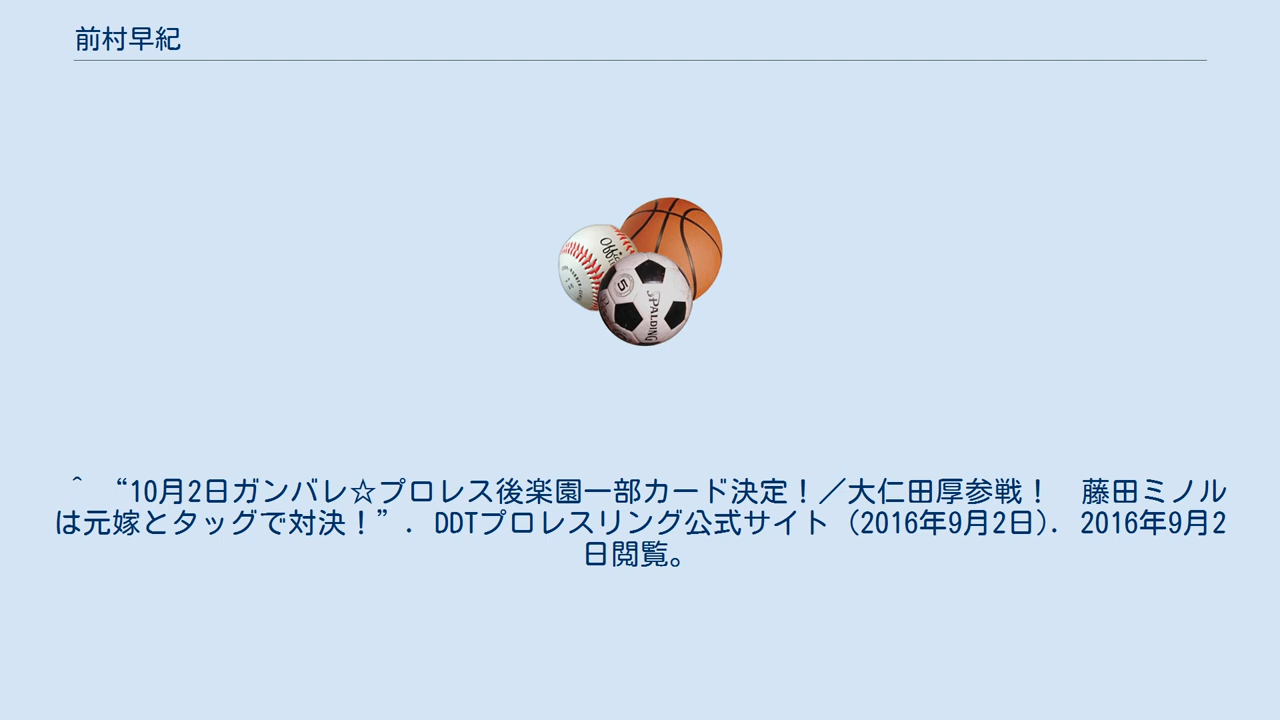 前村早紀
Offic
5
SPALDING
^ “10月2日ガンバレ☆プロレス後楽園一部カード決定！／大仁田厚参戦！　藤田ミノル
は元嫁とタッグで対決！”. DDTプロレスリング公式サイト (2016年9月2日). 2016年9月2
日閲覧。